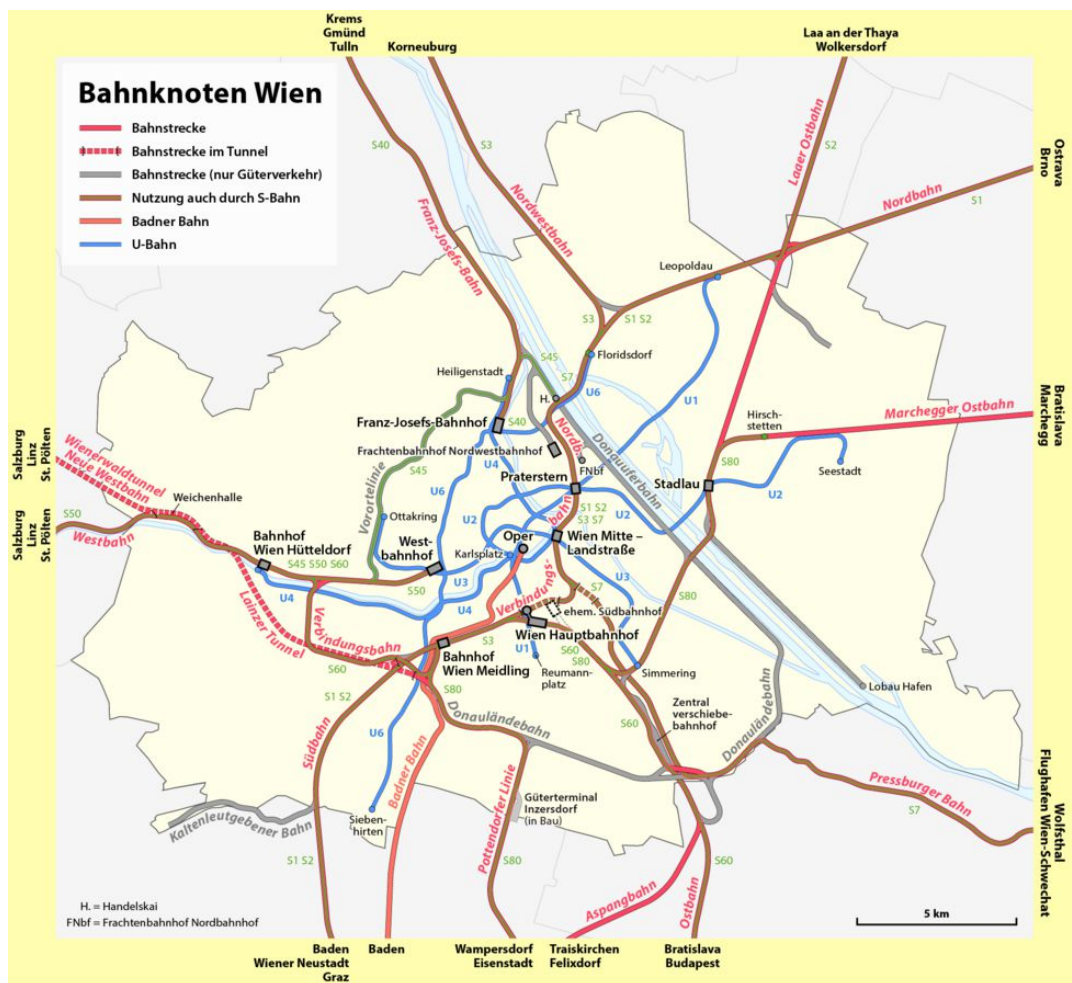 Krems
Gmünd
Tulln
Korneuburg
Laa an der Thaya
Wolkersdorf
Bahnknoten Wien
Bahnstrecke
Bahnstrecke im Tunnel
Bahnstrecke (nur Güterverkehr)
Nutzung auch durch S-Bahn
Badner Bahn
U-Bahn
S40
S3
S2
Laaer Ostbahn
Nordbahn
S1
Ostrava
Brno
Franz-Josefs-Bahn
Nordwestbahn
Leopoldau
S3
S1 S2
S45
Floridsdorf
S7
Heiligenstadt
U6
U1
H.
Franz-Josefs-Bahnhof
S40
Nordb.
Donauuferbahn
Hirsch-
stetten
Marchegger Ostbahn
Bratislava
Marchegg
Frachtenbahnhof Nordwestbahnhof
U4
FNbf
S80
Seestadt
Salzburg
Linz
St. Pölten
Wienerwaldtunnel
Neue Westbahn
Weichenhalle
S45
Vorortelinie
U6
Praterstern
Stadlau
U2
Ottakring
U2
S1 S2
S3 S7
U2
bahn
Salzburg
Linz
St. Pölten
S50
Westbahn
Bahnhof
Wien Hütteldorf
S45 S50 S60
West-
bahnhof
Oper
Karlsplatz
Wien Mitte –
Landstraße
U4
S50
U3
U4
U3
S7
S80
Lainzer Tunnel
Verbindungsbahn
Verbindungs-
ehem. Südbahnhof
Wien Hauptbahnhof
S3
U1
S60
S80
S60
Bahnhof
Wien Meidling
Reumann-
platz
Simmering
S1 S2
S80
Lobau Hafen
Südbahn
U6
Badner Bahn
Donauländebahn
S60
Zentral
verschiebe-
bahnhof
Donauländebahn
Pressburger Bahn
S7
Wolfsthal
Flughafen Wien-Schwechat
Kaltenleutgebener Bahn
Sieben-
hirten
Pottendorfer Linie
Güterterminal
Inzersdorf
(in Bau)
S1 S2
S80
S60
Aspangbahn
Ostbahn
H. = Handelskai
FNbf = Frachtenbahnhof Nordbahnhof
5 km
Baden
Wiener Neustadt
Graz
Baden
Wampersdorf
Eisenstadt
Traiskirchen
Felixdorf
Bratislava
Budapest